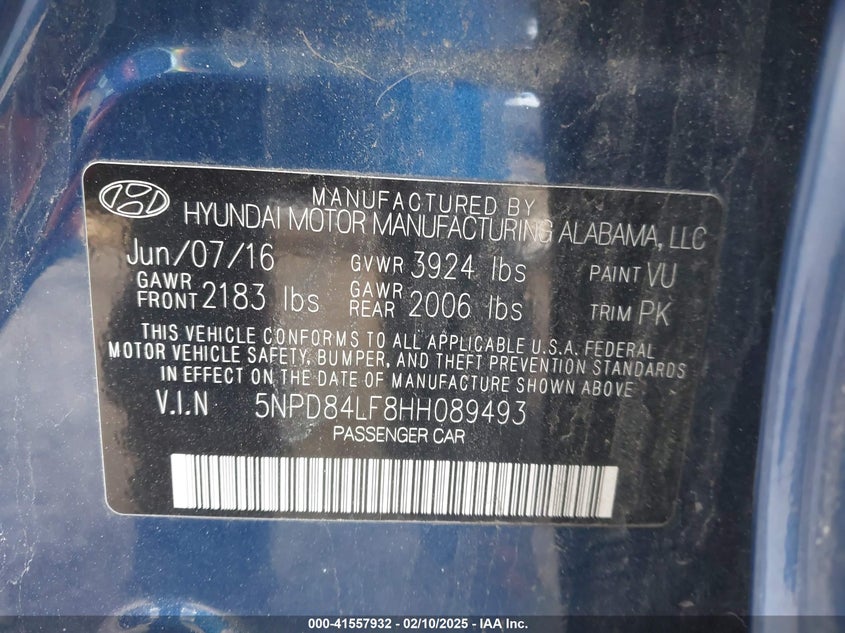 MANUFACTURED BY
HYUNDAI MOTOR MANUFACTURING ALABAMA, LLC
Jun/07/16 GVWR 3924 lbs PAINT VU
GAWR FRONT 2183 lbs GAWR REAR 2006 lbs TRIM PK
THIS VEHICLE CONFORMS TO ALL APPLICABLE U.S.A. FEDERAL
MOTOR VEHICLE SAFETY, BUMPER, AND THEFT PREVENTION STANDARDS
IN EFFECT ON THE DATE OF MANUFACTURE SHOWN ABOVE
V.I.N 5NPD84LF8HH089493
PASSENGER CAR
000-41557932 - 02/10/2025 - IAA Inc.